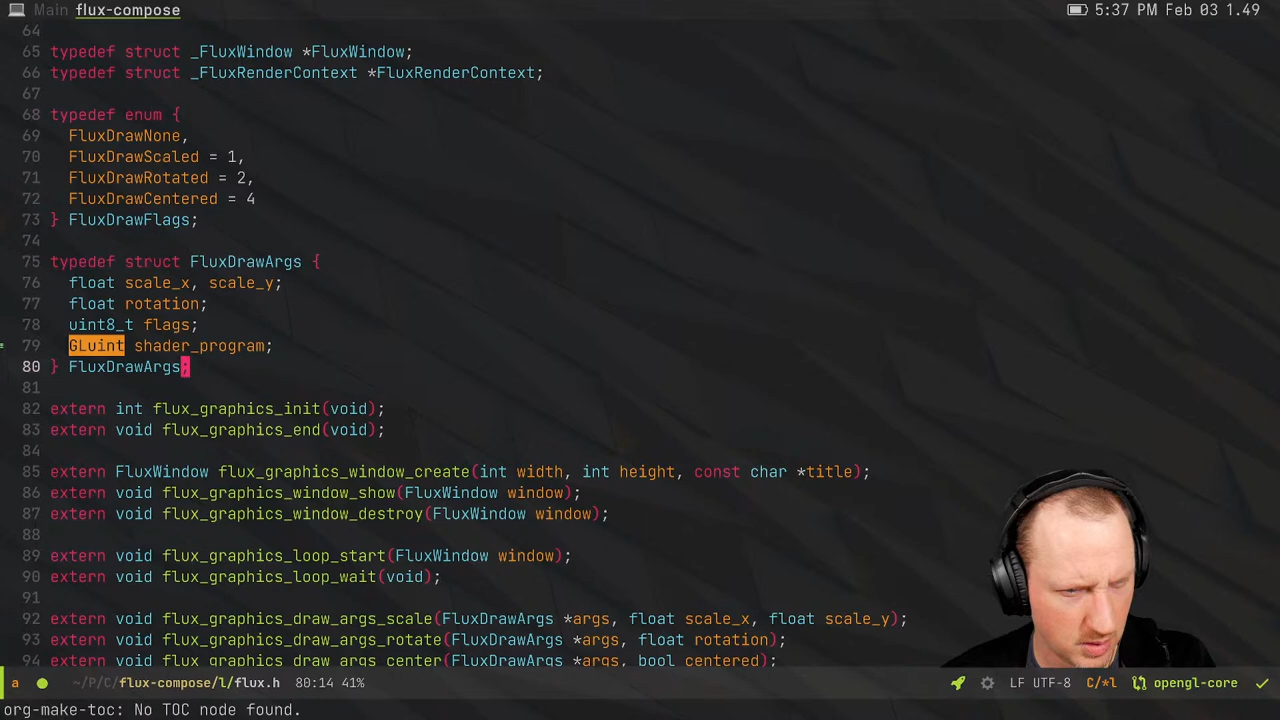 Main flux-compose 5:37 PM Feb 03 1.49
64
65 typedef struct _FluxWindow *FluxWindow;
66 typedef struct _FluxRenderContext *FluxRenderContext;
67
68 typedef enum {
69   FluxDrawNone,
70   FluxDrawScaled = 1,
71   FluxDrawRotated = 2,
72   FluxDrawCentered = 4
73 } FluxDrawFlags;
74
75 typedef struct FluxDrawArgs {
76   float scale_x, scale_y;
77   float rotation;
78   uint8_t flags;
79   GLuint shader_program;
80 } FluxDrawArgs;
81
82 extern int flux_graphics_init(void);
83 extern void flux_graphics_end(void);
84
85 extern FluxWindow flux_graphics_window_create(int width, int height, const char *title);
86 extern void flux_graphics_window_show(FluxWindow window);
87 extern void flux_graphics_window_destroy(FluxWindow window);
88
89 extern void flux_graphics_loop_start(FluxWindow window);
90 extern void flux_graphics_loop_wait(void);
91
92 extern void flux_graphics_draw_args_scale(FluxDrawArgs *args, float scale_x, float scale_y);
93 extern void flux_graphics_draw_args_rotate(FluxDrawArgs *args, float rotation);
94 extern void flux_graphics_draw_args_center(FluxDrawArgs *args, bool centered);
a ~/P/C/flux-compose/l/flux.h 80:14 41% LF UTF-8 C/*l opengl-core
org-make-toc: No TOC node found.